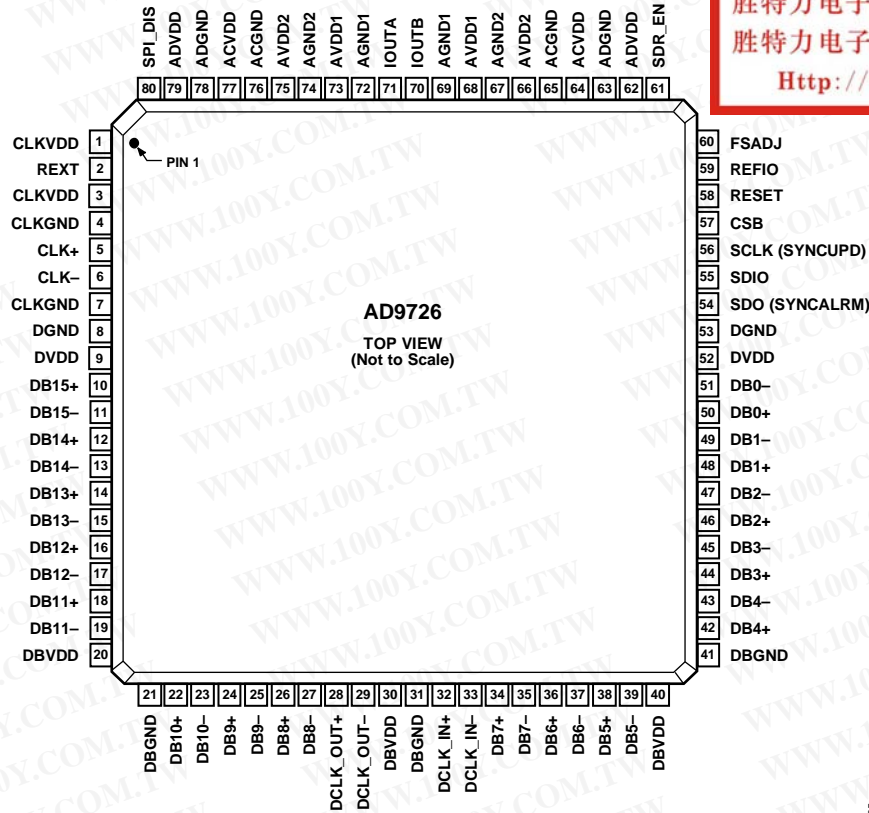 胜特力电子
胜特力电子
Http://
SPI_DIS
ADVDD
ADGND
ACVDD
ACGND
AVDD2
AGND2
AVDD1
AGND1
IOUTA
IOUTB
AGND1
AVDD1
AGND2
AVDD2
ACGND
ACVDD
ADGND
ADVDD
SDR_EN
80 79 78 77 76 75 74 73 72 71 70 69 68 67 66 65 64 63 62 61
CLKVDD 1
REXT 2
CLKVDD 3
CLKGND 4
CLK+ 5
CLK– 6
CLKGND 7
DGND 8
DVDD 9
DB15+ 10
DB15– 11
DB14+ 12
DB14– 13
DB13+ 14
DB13– 15
DB12+ 16
DB12– 17
DB11+ 18
DB11– 19
DBVDD 20
PIN 1
AD9726
TOP VIEW
(Not to Scale)
60 FSADJ
59 REFIO
58 RESET
57 CSB
56 SCLK (SYNCUPD)
55 SDIO
54 SDO (SYNCALRM)
53 DGND
52 DVDD
51 DB0–
50 DB0+
49 DB1–
48 DB1+
47 DB2–
46 DB2+
45 DB3–
44 DB3+
43 DB4–
42 DB4+
41 DBGND
21 22 23 24 25 26 27 28 29 30 31 32 33 34 35 36 37 38 39 40
DBGND
DB10+
DB10–
DB9+
DB9–
DB8+
DB8–
DCLK_OUT+
DCLK_OUT–
DBVDD
DBGND
DCLK_IN+
DCLK_IN–
DB7+
DB7–
DB6+
DB6–
DB5+
DB5–
DBVDD
WWW.100Y.COM.TW